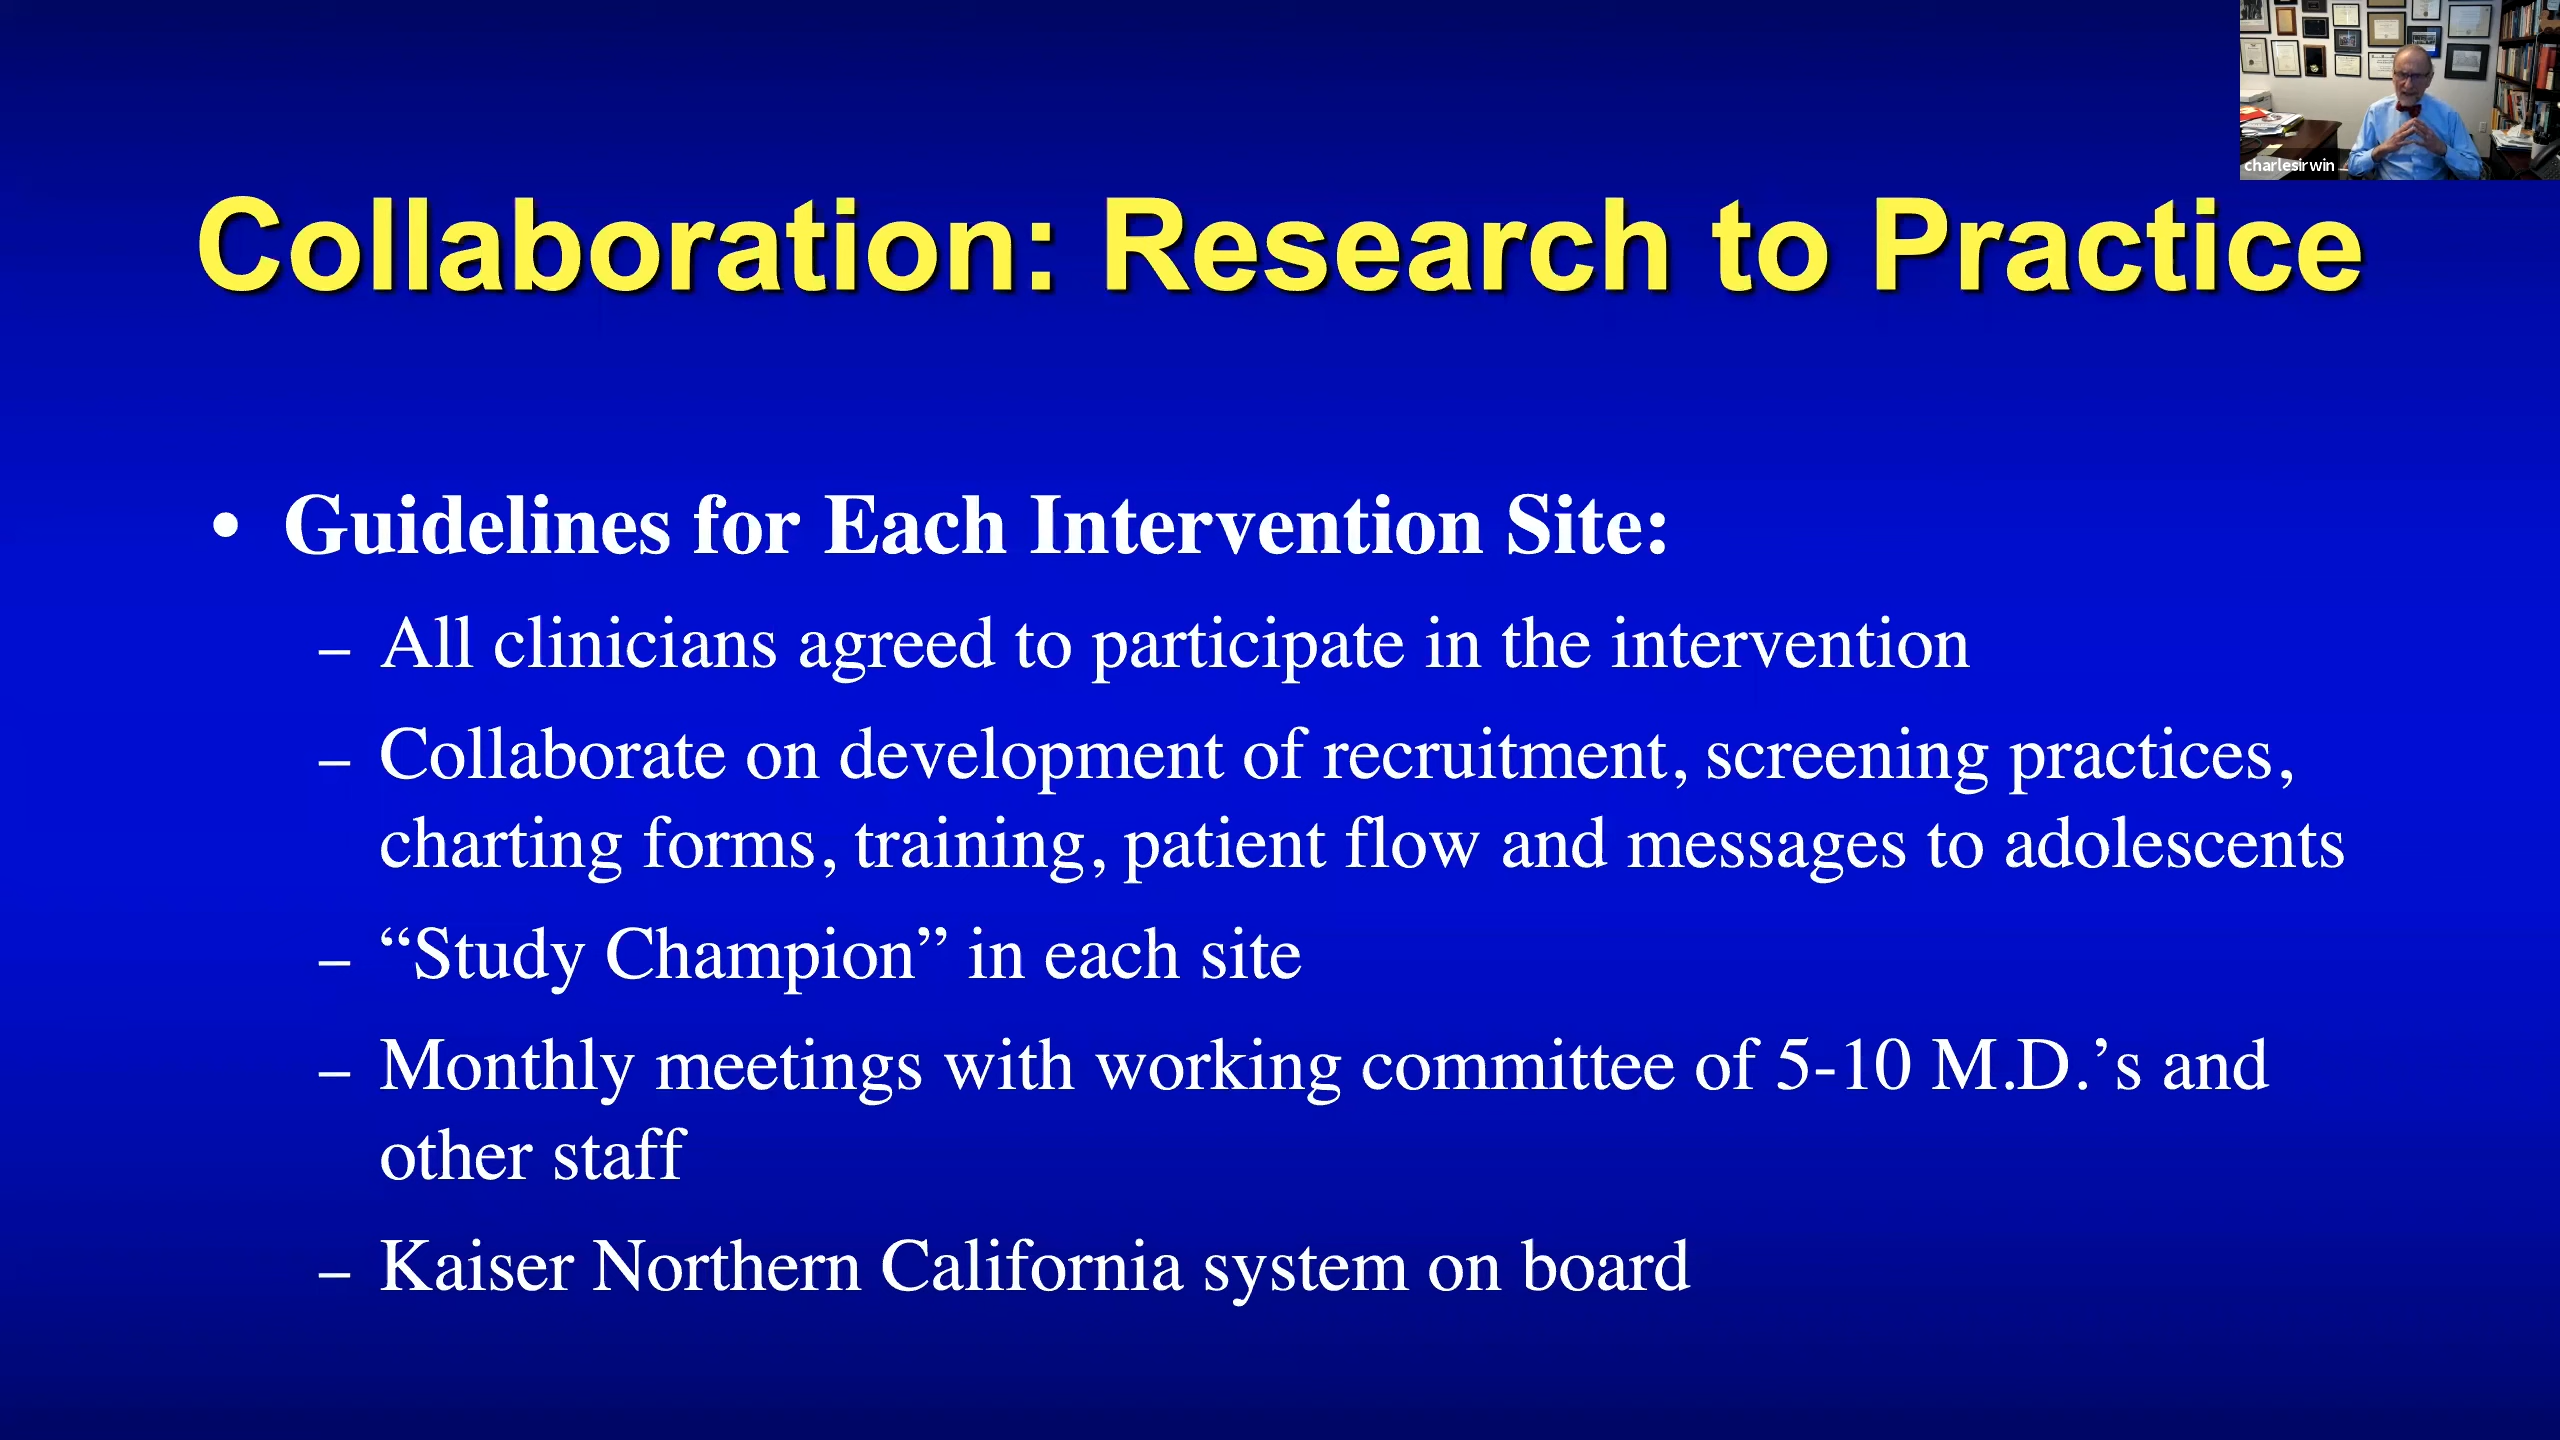 charlesirwin
Collaboration: Research to Practice
• Guidelines for Each Intervention Site:
– All clinicians agreed to participate in the intervention
– Collaborate on development of recruitment, screening practices,
charting forms, training, patient flow and messages to adolescents
– “Study Champion” in each site
– Monthly meetings with working committee of 5-10 M.D.’s and
other staff
– Kaiser Northern California system on board